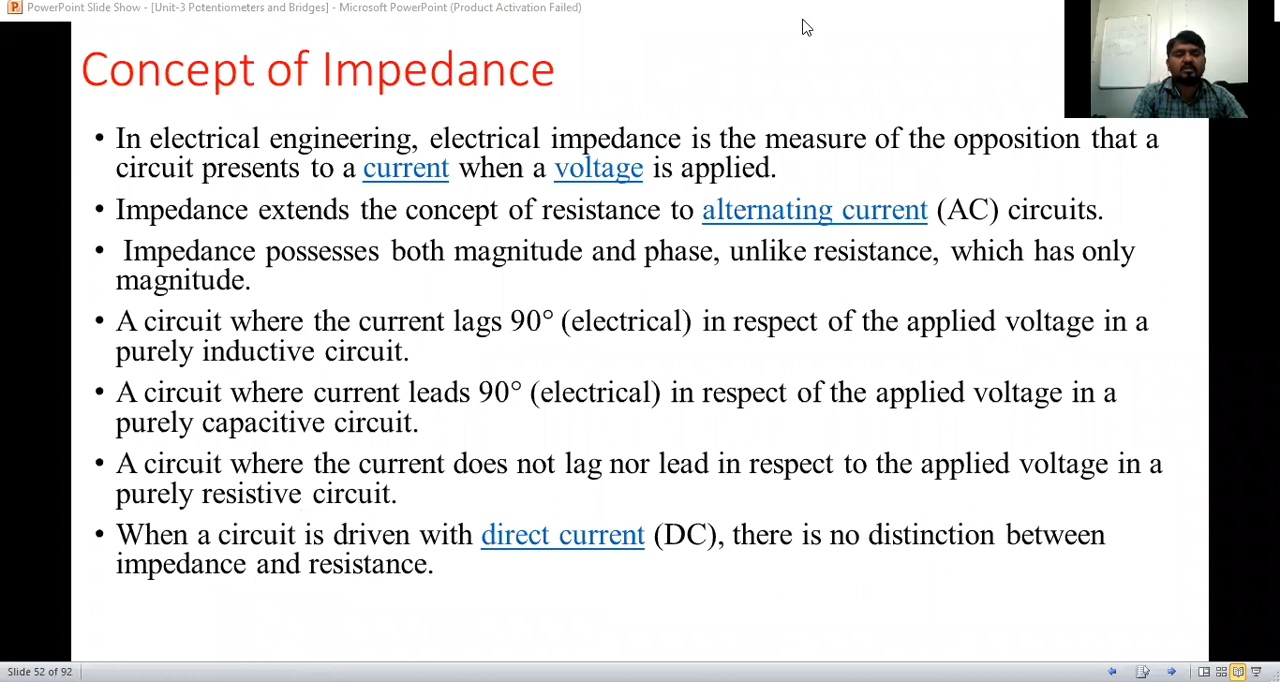 PowerPoint Slide Show - [Unit-3 Potentiometers and Bridges] - Microsoft PowerPoint (Product Activation Failed)
Concept of Impedance
• In electrical engineering, electrical impedance is the measure of the opposition that a
circuit presents to a current when a voltage is applied.
• Impedance extends the concept of resistance to alternating current (AC) circuits.
• Impedance possesses both magnitude and phase, unlike resistance, which has only
magnitude.
• A circuit where the current lags 90° (electrical) in respect of the applied voltage in a
purely inductive circuit.
• A circuit where current leads 90° (electrical) in respect of the applied voltage in a
purely capacitive circuit.
• A circuit where the current does not lag nor lead in respect to the applied voltage in a
purely resistive circuit.
• When a circuit is driven with direct current (DC), there is no distinction between
impedance and resistance.
Slide 52 of 92